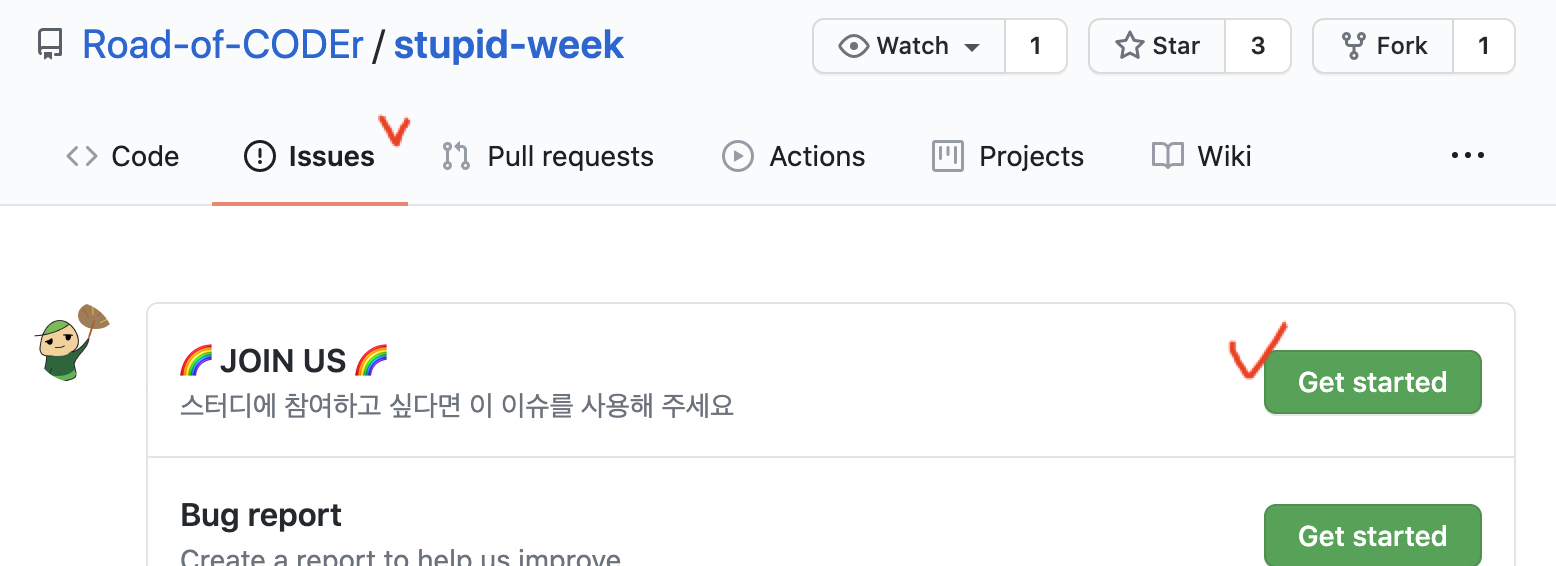 Road-of-CODEr / stupid-week
Watch 1 Star 3 Fork 1
Code Issues Pull requests Actions Projects Wiki
🌈 JOIN US 🌈
스터디에 참여하고 싶다면 이 이슈를 사용해 주세요
Get started
Bug report
Create a report to help us improve
Get started